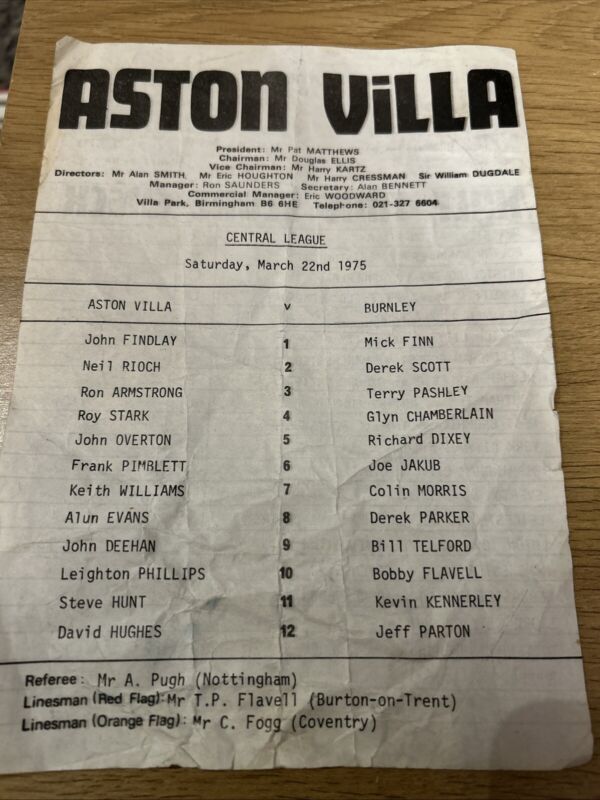 ASTON ViLLA
President: Mr Pat MATTHEWS
Chairman: Mr Douglas ELLIS
Vice Chairman: Mr Harry KARTZ
Directors: Mr Alan SMITH Mr Eric HOUGHTON Mr Harry CRESSMAN Sir William DUGDALE
Manager: Ron SAUNDERS Secretary: Alan BENNETT
Commercial Manager: Eric WOODWARD
Villa Park, Birmingham B6 6HE Telephone: 021-327 6604
CENTRAL LEAGUE
Saturday, March 22nd 1975
ASTON VILLA v BURNLEY
John FINDLAY 1 Mick FINN
Neil RIOCH 2 Derek SCOTT
Ron ARMSTRONG 3 Terry PASHLEY
Roy STARK 4 Glyn CHAMBERLAIN
John OVERTON 5 Richard DIXEY
Frank PIMBLETT 6 Joe JAKUB
Keith WILLIAMS 7 Colin MORRIS
Alun EVANS 8 Derek PARKER
John DEEHAN 9 Bill TELFORD
Leighton PHILLIPS 10 Bobby FLAVELL
Steve HUNT 11 Kevin KENNERLEY
David HUGHES 12 Jeff PARTON
Referee: Mr A. Pugh (Nottingham)
Linesman (Red Flag): Mr T.P. Flavell (Burton-on-Trent)
Linesman (Orange Flag): Mr C. Fogg (Coventry)